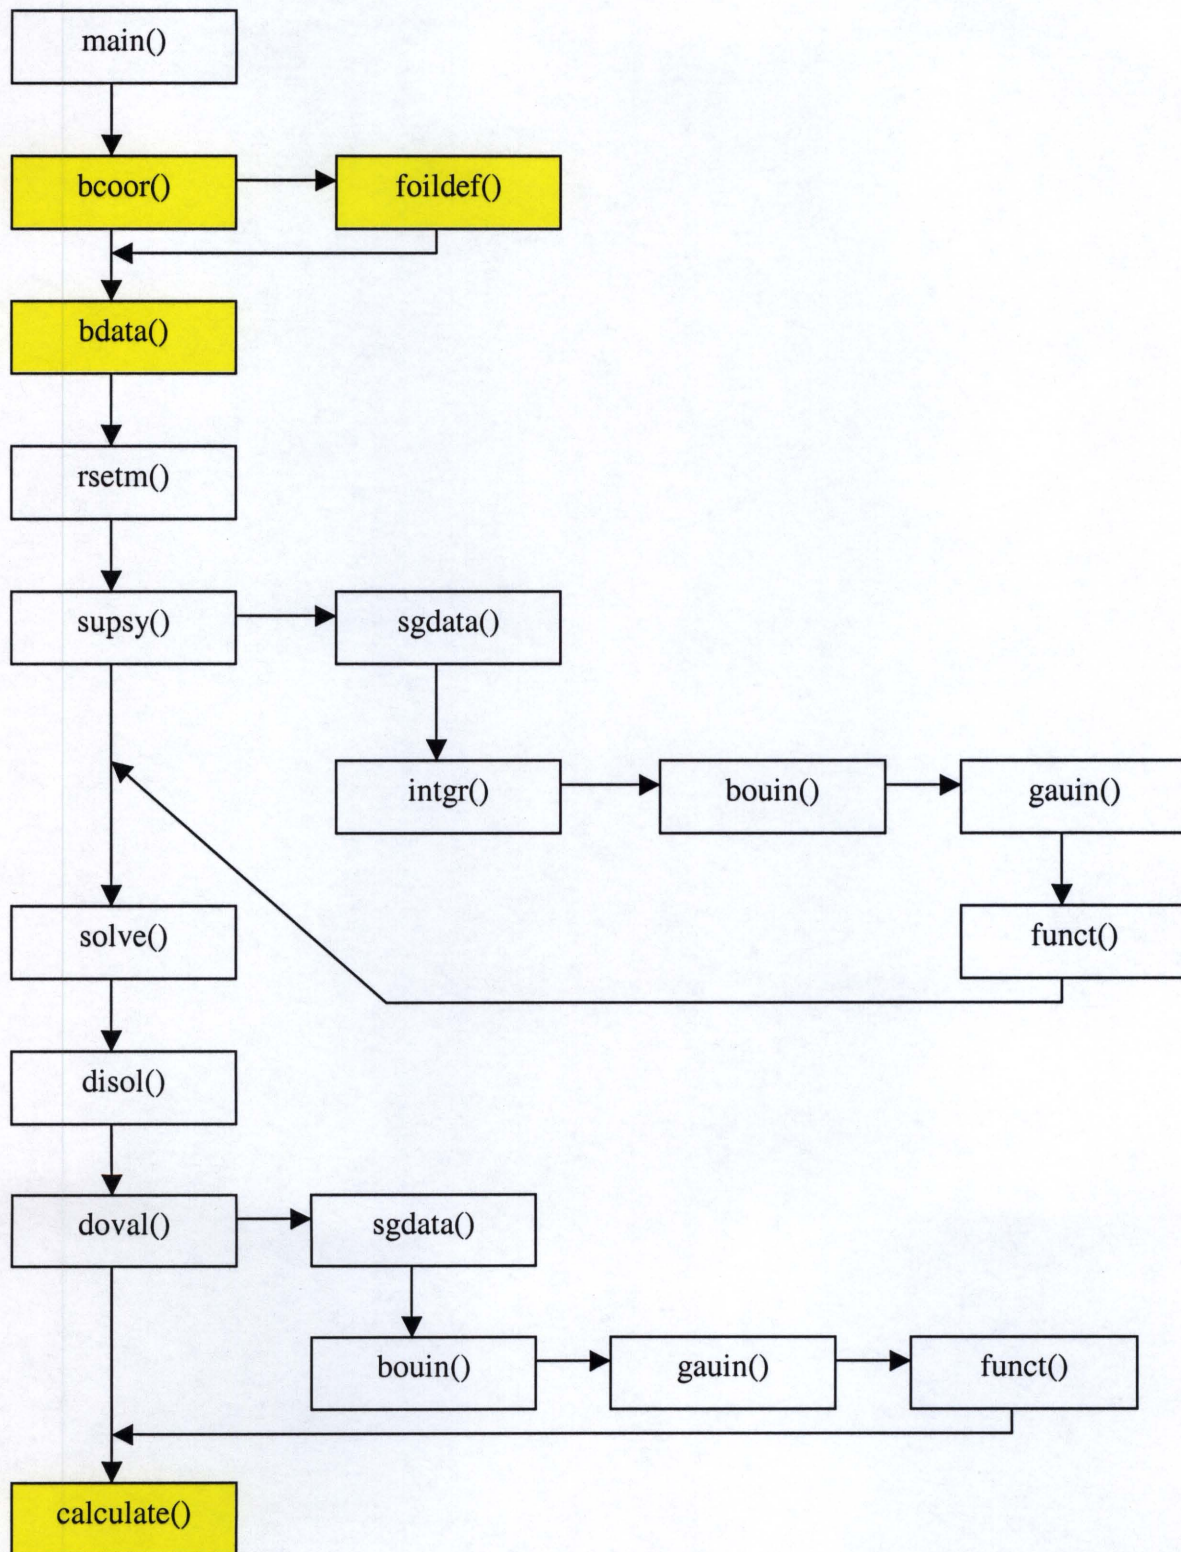 main()
bcoor()
foildef()
bdata()
rsetm()
supsy()
sgdata()
intgr()
bouin()
gauin()
solve()
funct()
disol()
doval()
sgdata()
bouin()
gauin()
funct()
calculate()